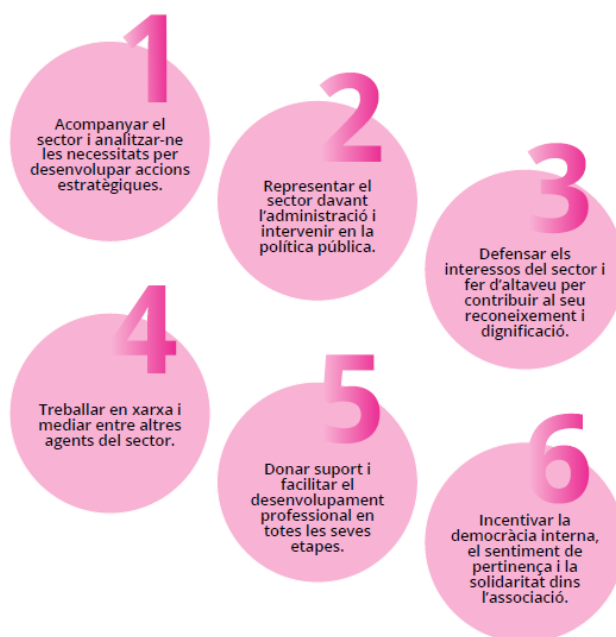 1
Acompanyar el
sector i analitzar-ne
les necessitats per
desenvolupar accions
estratègiques.
2
Representar el
sector davant
l'administració i
intervenir en la
política pública.
3
Defensar els
interessos del sector i
fer d'altaveu per
contribuir al seu
reconeixement i
dignificació.
4
Treballar en xarxa i
mediar entre altres
agents del sector.
5
Donar suport i
facilitar el
desenvolupament
professional en
totes les seves
etapes.
6
Incentivar la
democràcia interna,
el sentiment de
pertinença i la
solidaritat dins
l'associació.